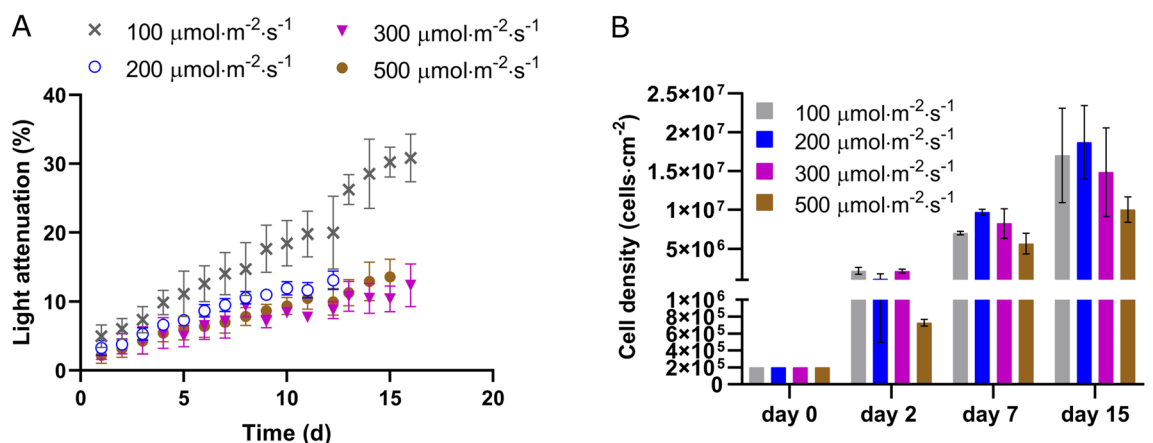 A
100 μmol·m⁻²·s⁻¹
300 μmol·m⁻²·s⁻¹
200 μmol·m⁻²·s⁻¹
500 μmol·m⁻²·s⁻¹
Light attenuation (%)
40
30
20
10
0
0 5 10 15 20
Time (d)
B
100 μmol·m⁻²·s⁻¹
200 μmol·m⁻²·s⁻¹
300 μmol·m⁻²·s⁻¹
500 μmol·m⁻²·s⁻¹
Cell density (cells·cm⁻²)
2.5×10⁷
2×10⁷
1.5×10⁷
1×10⁷
5×10⁶
1×10⁶
8×10⁵
6×10⁵
4×10⁵
2×10⁵
0
day 0 day 2 day 7 day 15